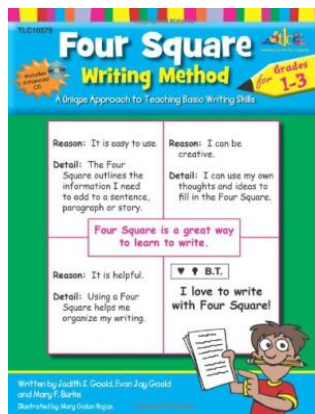 TLC10575
Four Square
Writing Method
Includes
Enhanced
CD
for Grades
1-3
A Unique Approach to Teaching Basic Writing Skills
Reason: It is easy to use
Detail: The Four
Square outlines the
information I need
to add to a sentence,
paragraph or story.
Reason: I can be
creative.
Detail: I can use my own
thoughts and ideas to
fill in the Four Square.
Four Square is a great way
to learn to write.
Reason: It is helpful.
Detail: Using a Four
Square helps me
organize my writing.
B.T.
I love to write
with Four Square!
Written by Judith S. Gould, Evan Jay Gould
and Mary F. Burke
Illustrated by Mary Galan Rojas